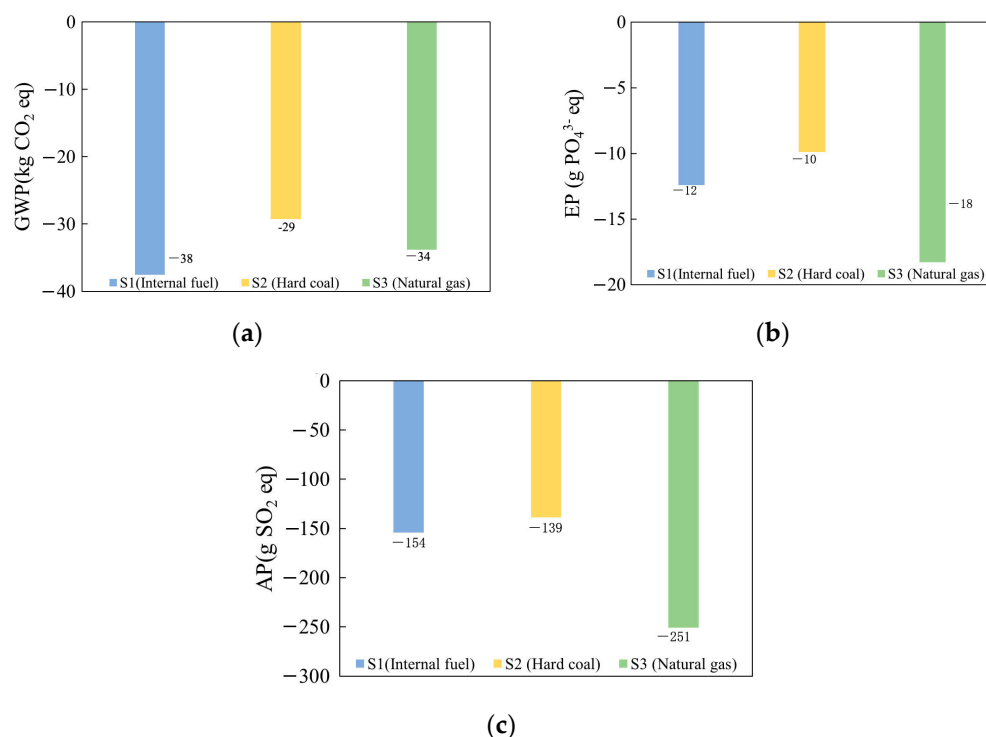 0
−10
−20
−30
−40
GWP(kg CO₂ eq)
−38
-29
−34
S1(Internal fuel) S2 (Hard coal) S3 (Natural gas)
(a)
0
−5
−10
−15
−20
EP (g PO₄³⁻ eq)
−12
−10
−18
S1(Internal fuel) S2 (Hard coal) S3 (Natural gas)
(b)
0
−50
−100
−150
−200
−250
−300
AP(g SO₂ eq)
−154
−139
−251
S1(Internal fuel) S2 (Hard coal) S3 (Natural gas)
(c)